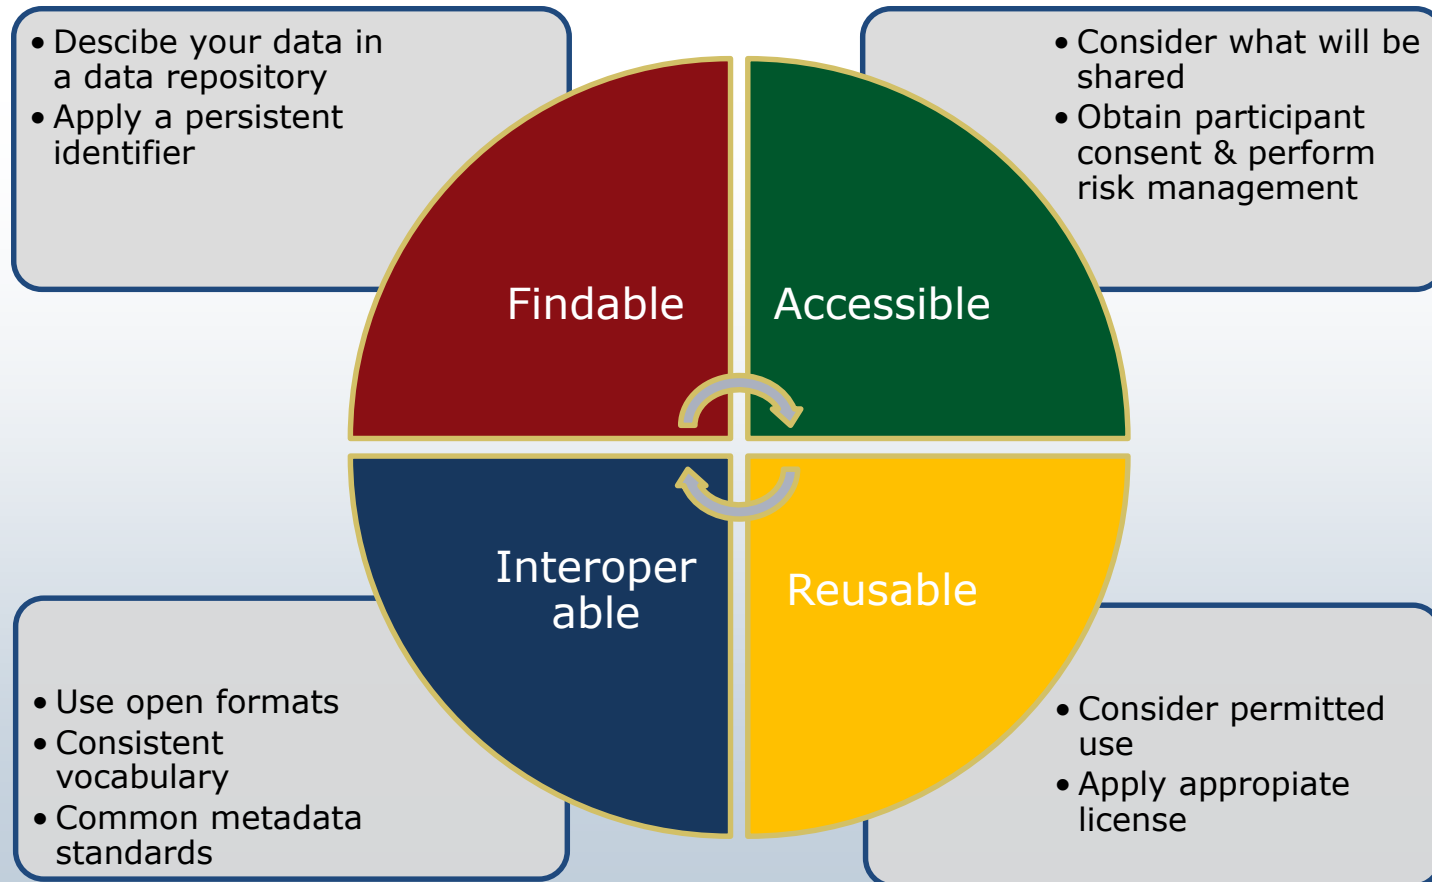 • Descibe your data in
a data repository
• Apply a persistent
identifier
• Consider what will be
shared
• Obtain participant
consent & perform
risk management
Findable
Accessible
Interoper
able
Reusable
• Use open formats
• Consistent
vocabulary
• Common metadata
standards
• Consider permitted
use
• Apply appropiate
license